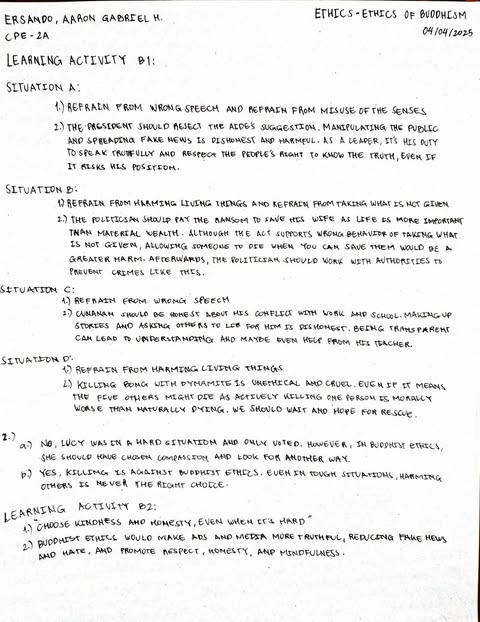 ERSANDO, AARON GABRIEL H.
ETHICS - ETHICS OF BUDDHISM
CPE - 2A
04/04/2025
LEARNING ACTIVITY B1:
SITUATION A:
1.) REFRAIN FROM WRONG SPEECH AND REFRAIN FROM MISUSE OF THE SENSES
2.) THE PRESIDENT SHOULD REJECT THE AIDE'S SUGGESTION. MANIPULATING THE PUBLIC
AND SPREADING FAKE NEWS IS DISHONEST AND HARMFUL. AS A LEADER, IT'S HIS DUTY
TO SPEAK TRUTHFULLY AND RESPECT THE PEOPLE'S RIGHT TO KNOW THE TRUTH, EVEN IF
IT RISKS HIS POSITION.
SITUATION B:
1.) REFRAIN FROM HARMING LIVING THINGS AND REFRAIN FROM TAKING WHAT IS NOT GIVEN
2.) THE POLITICIAN SHOULD PAY THE RANSOM TO SAVE HIS WIFE AS LIFE IS MORE IMPORTANT
THAN MATERIAL WEALTH. ALTHOUGH THE ACT SUPPORTS WRONG BEHAVIOR OF TAKING WHAT
IS NOT GIVEN, ALLOWING SOMEONE TO DIE WHEN YOU CAN SAVE THEM WOULD BE A
GREATER HARM. AFTERWARDS, THE POLITICIAN SHOULD WORK WITH AUTHORITIES TO
PREVENT CRIMES LIKE THIS.
SITUATION C:
1.) REFRAIN FROM WRONG SPEECH
2.) CUNANAN SHOULD BE HONEST ABOUT HIS CONFLICT WITH WORK AND SCHOOL. MAKING UP
STORIES AND ASKING OTHERS TO LIE FOR HIM IS DISHONEST. BEING TRANSPARENT
CAN LEAD TO UNDERSTANDING AND MAYBE EVEN HELP FROM HIS TEACHER.
SITUATION D:
1.) REFRAIN FROM HARMING LIVING THINGS
2.) KILLING BONG WITH DYNAMITE IS UNETHICAL AND CRUEL. EVEN IF IT MEANS
THE FIVE OTHERS MIGHT DIE AS ACTIVELY KILLING ONE PERSON IS MORALLY
WORSE THAN NATURALLY DYING. WE SHOULD WAIT AND HOPE FOR RESCUE.
2.)
a.) NO, LUCY WAS IN A HARD SITUATION AND ONLY VOTED. HOWEVER, IN BUDDHIST ETHICS,
SHE SHOULD HAVE CHOSEN COMPASSION AND LOOK FOR ANOTHER WAY.
b.) YES, KILLING IS AGAINST BUDDHIST ETHICS. EVEN IN TOUGH SITUATIONS, HARMING
OTHERS IS NEVER THE RIGHT CHOICE.
LEARNING ACTIVITY B2:
1.) "CHOOSE KINDNESS AND HONESTY, EVEN WHEN IT'S HARD"
2.) BUDDHIST ETHICS WOULD MAKE ADS AND MEDIA MORE TRUTHFUL, REDUCING FAKE NEWS
AND HATE, AND PROMOTE RESPECT, HONESTY, AND MINDFULNESS.